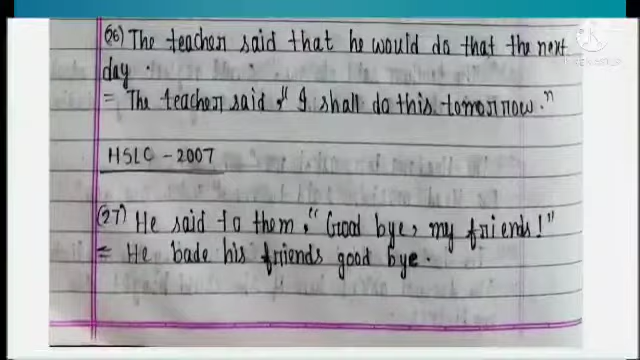 (26) The teacher said that he would do that the next
day.
= The teacher said, "I shall do this tomorrow."
HSLC - 2007
(27) He said to them, "Good bye, my friends!"
= He bade his friends good bye.